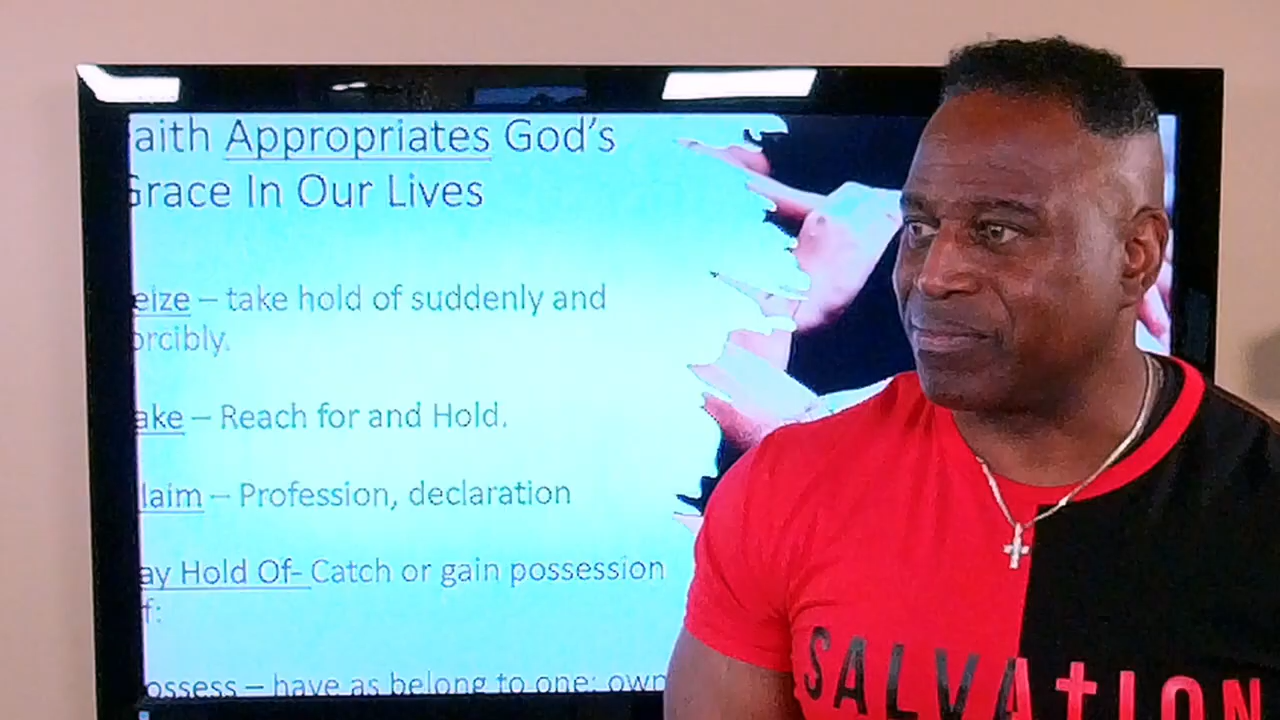 aith Appropriates God's
Grace In Our Lives
eize – take hold of suddenly and
orcibly.
ake – Reach for and Hold.
laim – Profession, declaration
ay Hold Of- Catch or gain possession
f:
ossess – have as belong to one; own
SALVATION